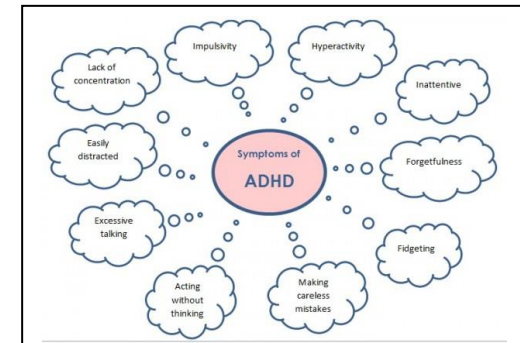 Impulsivity
Hyperactivity
Lack of
concentration
Inattentive
Easily
distracted
Symptoms of
ADHD
Forgetfulness
Excessive
talking
Fidgeting
Acting
without
thinking
Making
careless
mistakes